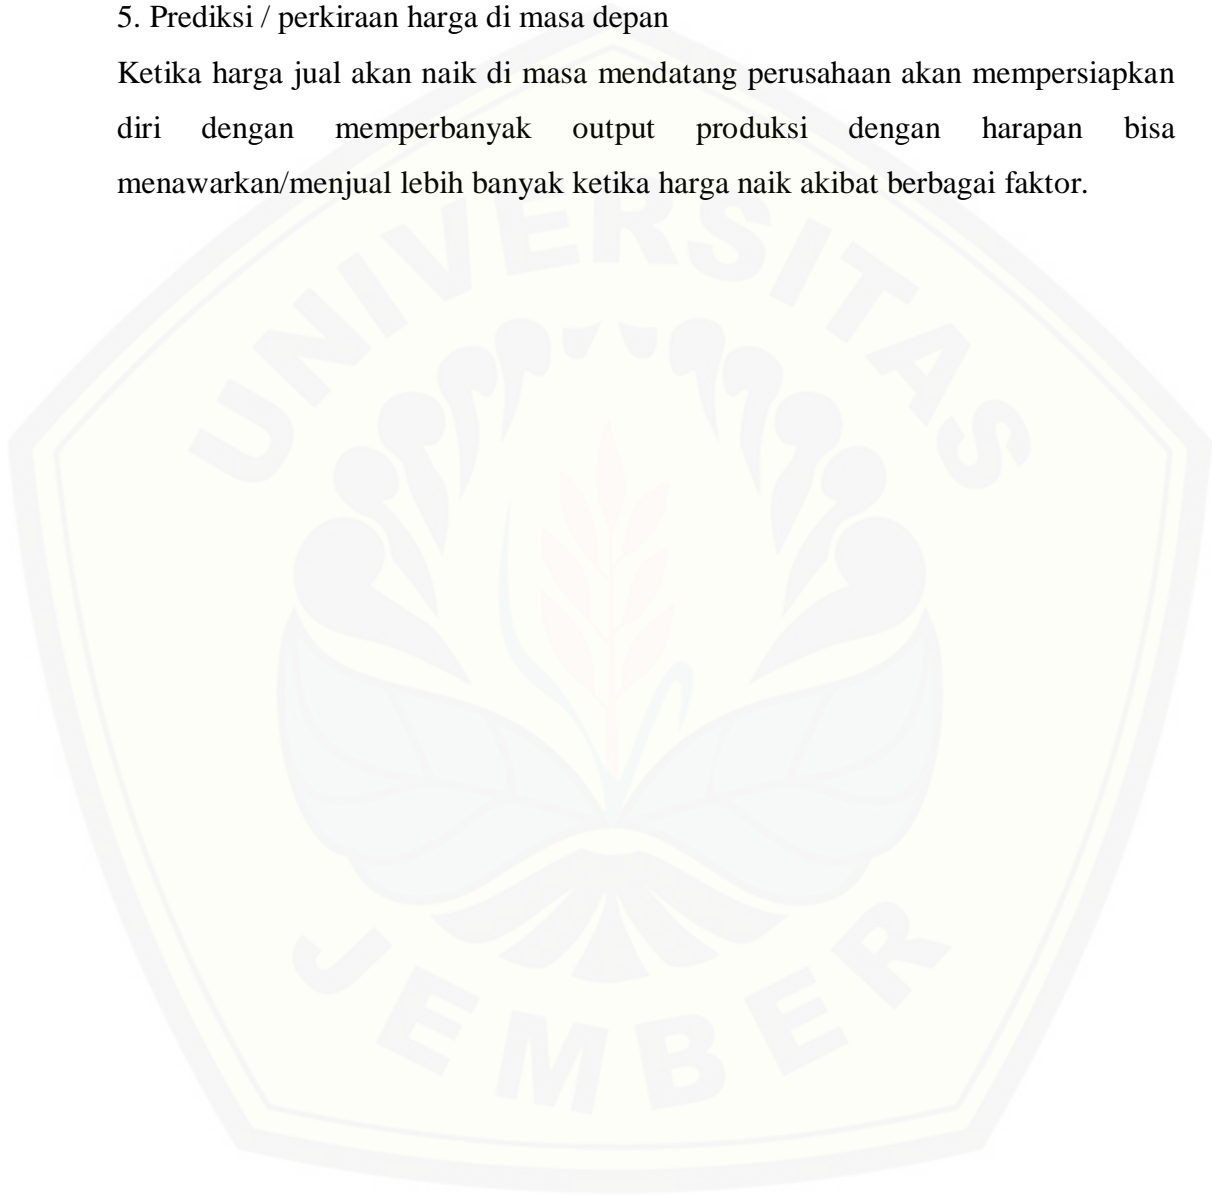 5. Prediksi / perkiraan harga di masa depan
Ketika harga jual akan naik di masa mendatang perusahaan akan mempersiapkan
diri dengan memperbanyak output produksi dengan harapan bisa
menawarkan/menjual lebih banyak ketika harga naik akibat berbagai faktor.
UNIVERSITAS
JEMBER